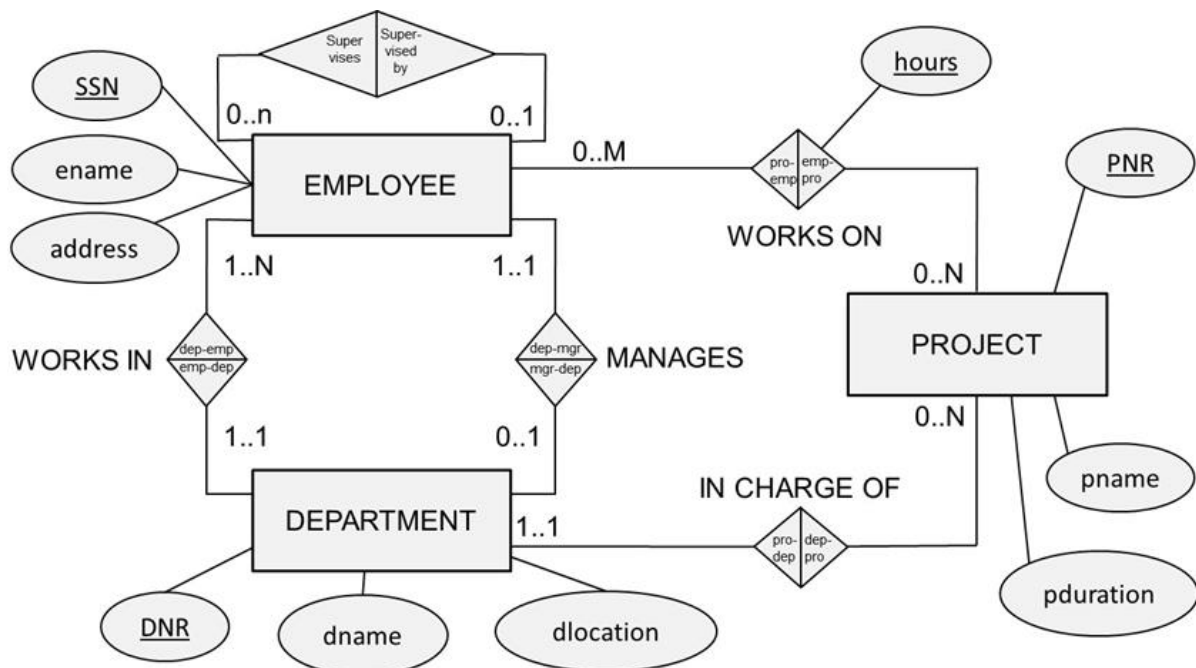 Super
vises
Super-
vised
by
hours
SSN
0..n
0..1
0..M
pro-
emp
emp-
pro
PNR
ename
EMPLOYEE
address
WORKS ON
1..N
1..1
0..N
WORKS IN
dep-emp
emp-dep
dep-mgr
mgr-dep
MANAGES
PROJECT
0..N
1..1
0..1
pname
IN CHARGE OF
DEPARTMENT
1..1
pro-
dep
dep-
pro
pduration
DNR
dname
dlocation